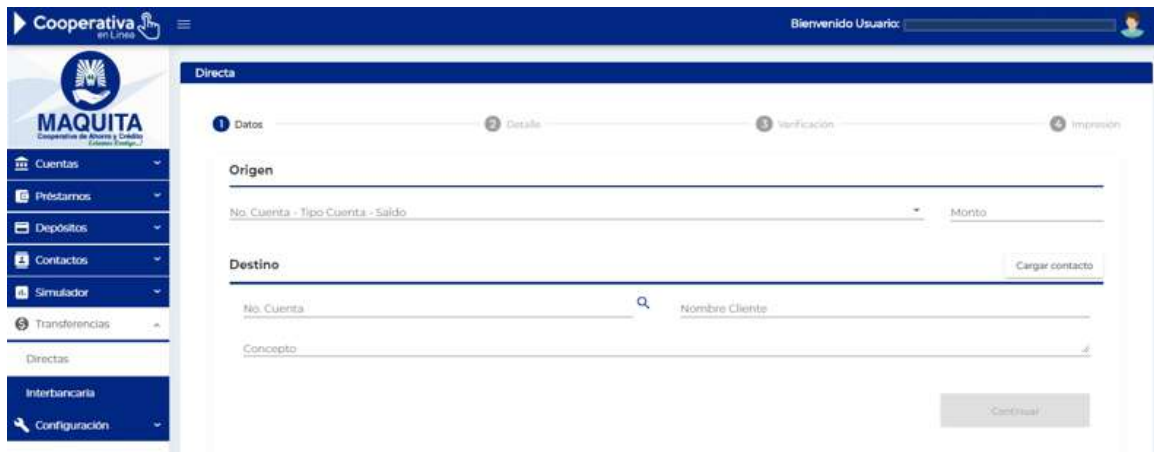 Cooperativa
en Línea
Bienvenido Usuario:
MAQUITA
Cooperativa de Ahorro y Crédito
Cuentas
Préstamos
Depósitos
Contactos
Simulador
Transferencias
Directas
Interbancaria
Configuración
Directa
1 Datos
2 Detalle
3 Verificación
4 Impresión
Origen
No. Cuenta - Tipo Cuenta - Saldo
Monto
Destino
Cargar contacto
No. Cuenta
Nombre Cliente
Concepto
Continuar